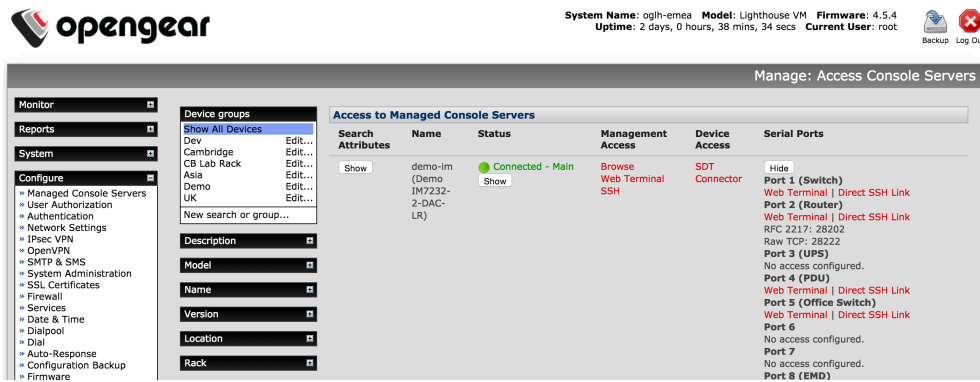 opengear
System Name: oglh-emea Model: Lighthouse VM Firmware: 4.5.4
Uptime: 2 days, 0 hours, 38 mins, 34 secs Current User: root
Backup Log Ou
Manage: Access Console Servers
Monitor
Reports
System
Configure
» Managed Console Servers
» User Authorization
» Authentication
» Network Settings
» IPsec VPN
» OpenVPN
» SMTP & SMS
» System Administration
» SSL Certificates
» Firewall
» Services
» Date & Time
» Dialpool
» Dial
» Auto-Response
» Configuration Backup
» Firmware
Device groups
Show All Devices
Dev Edit...
Cambridge Edit...
CB Lab Rack Edit...
Asia Edit...
Demo Edit...
UK Edit...
New search or group...
Description
Model
Name
Version
Location
Rack
Access to Managed Console Servers
Search Attributes
Name
Status
Management Access
Device Access
Serial Ports
Show
demo-im
(Demo
IM7232-
2-DAC-
LR)
Connected - Main
Show
Browse
Web Terminal
SSH
SDT
Connector
Hide
Port 1 (Switch)
Web Terminal | Direct SSH Link
Port 2 (Router)
Web Terminal | Direct SSH Link
RFC 2217: 28202
Raw TCP: 28222
Port 3 (UPS)
No access configured.
Port 4 (PDU)
Web Terminal | Direct SSH Link
Port 5 (Office Switch)
Web Terminal | Direct SSH Link
Port 6
No access configured.
Port 7
No access configured.
Port 8 (EMD)